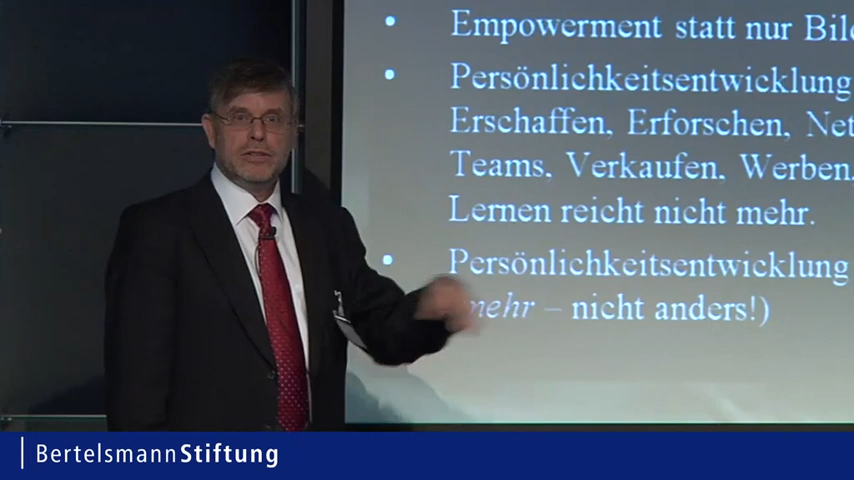 • Empowerment statt nur
• Persönlichkeitsentwicklung
Erschaffen, Erforschen,
Teams, Verkaufen, Werben,
Lernen reicht nicht mehr.
• Persönlichkeitsentwicklung
mehr – nicht anders!)
BertelsmannStiftung